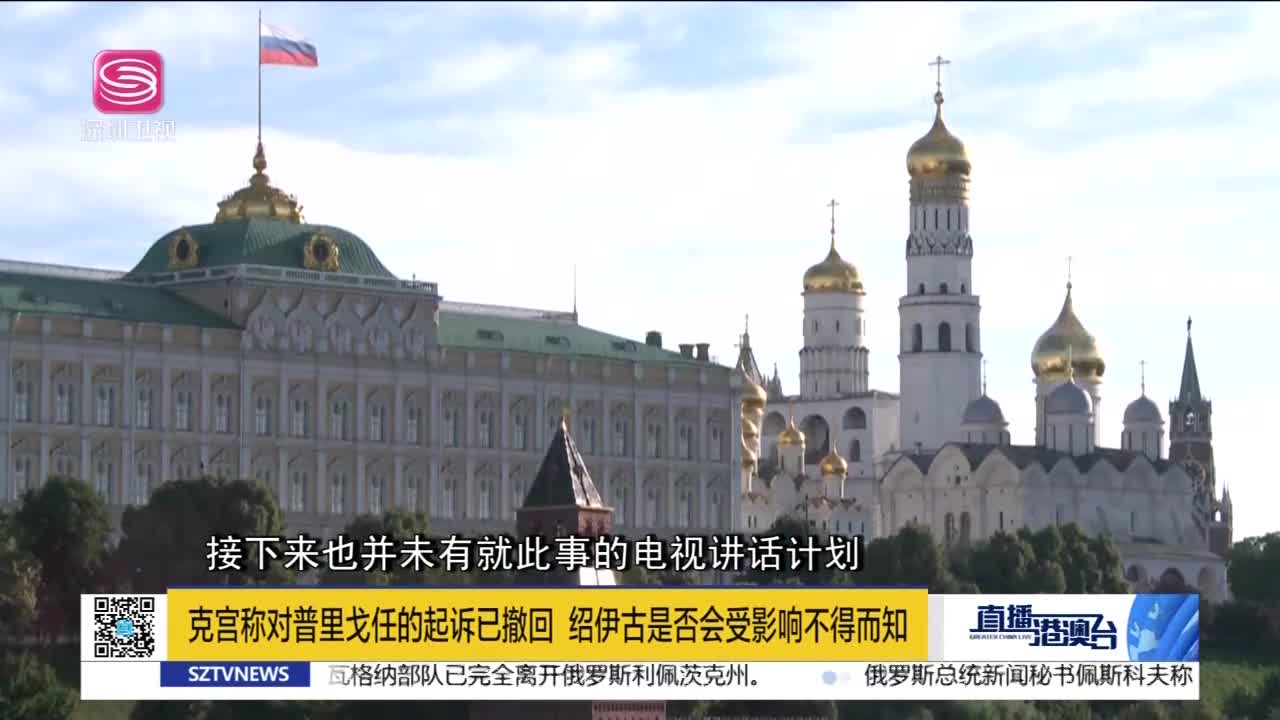 深圳卫视
接下来也并未有就此事的电视讲话计划
克宫称对普里戈任的起诉已撤回 绍伊古是否会受影响不得而知
直播港澳台
GREATER CHINA LIVE
SZTVNEWS
瓦格纳部队已完全离开俄罗斯利佩茨克州。 俄罗斯总统新闻秘书佩斯科夫称